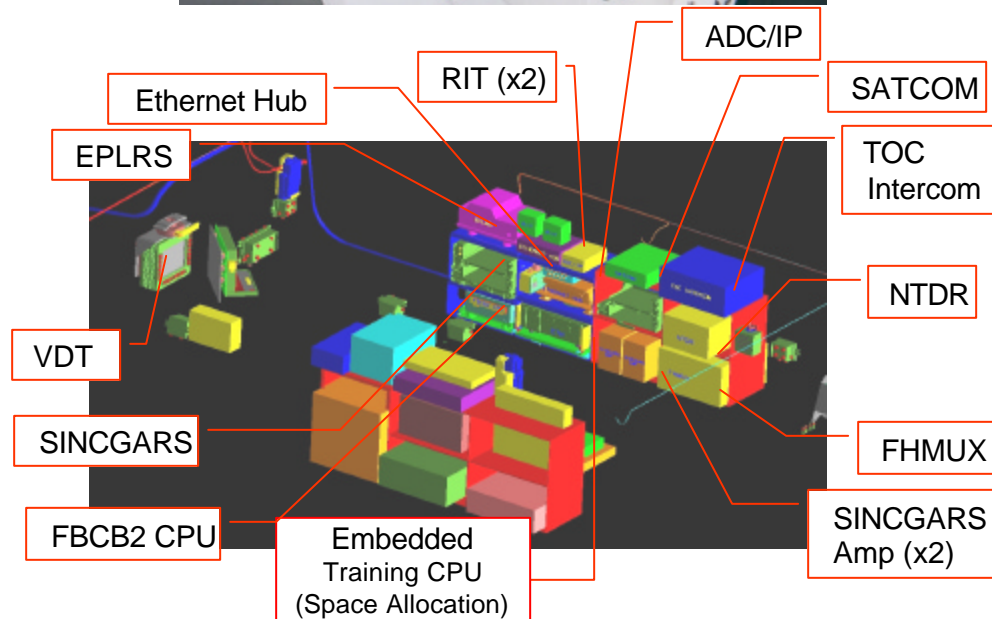 ADC/IP
RIT (x2)
SATCOM
Ethernet Hub
EPLRS
TOC
Intercom
NTDR
VDT
SINCGARS
FHMUX
FBCB2 CPU
SINCGARS
Amp (x2)
Embedded
Training CPU
(Space Allocation)